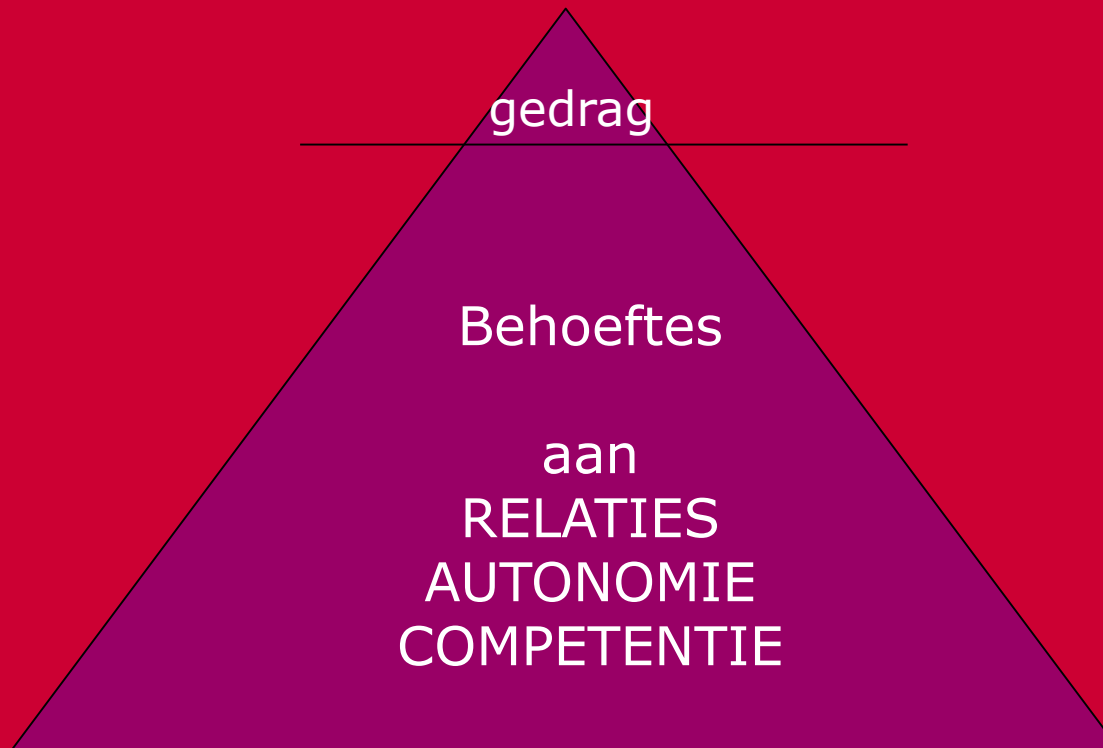 gedrag
Behoeftes
aan
RELATIES
AUTONOMIE
COMPETENTIE